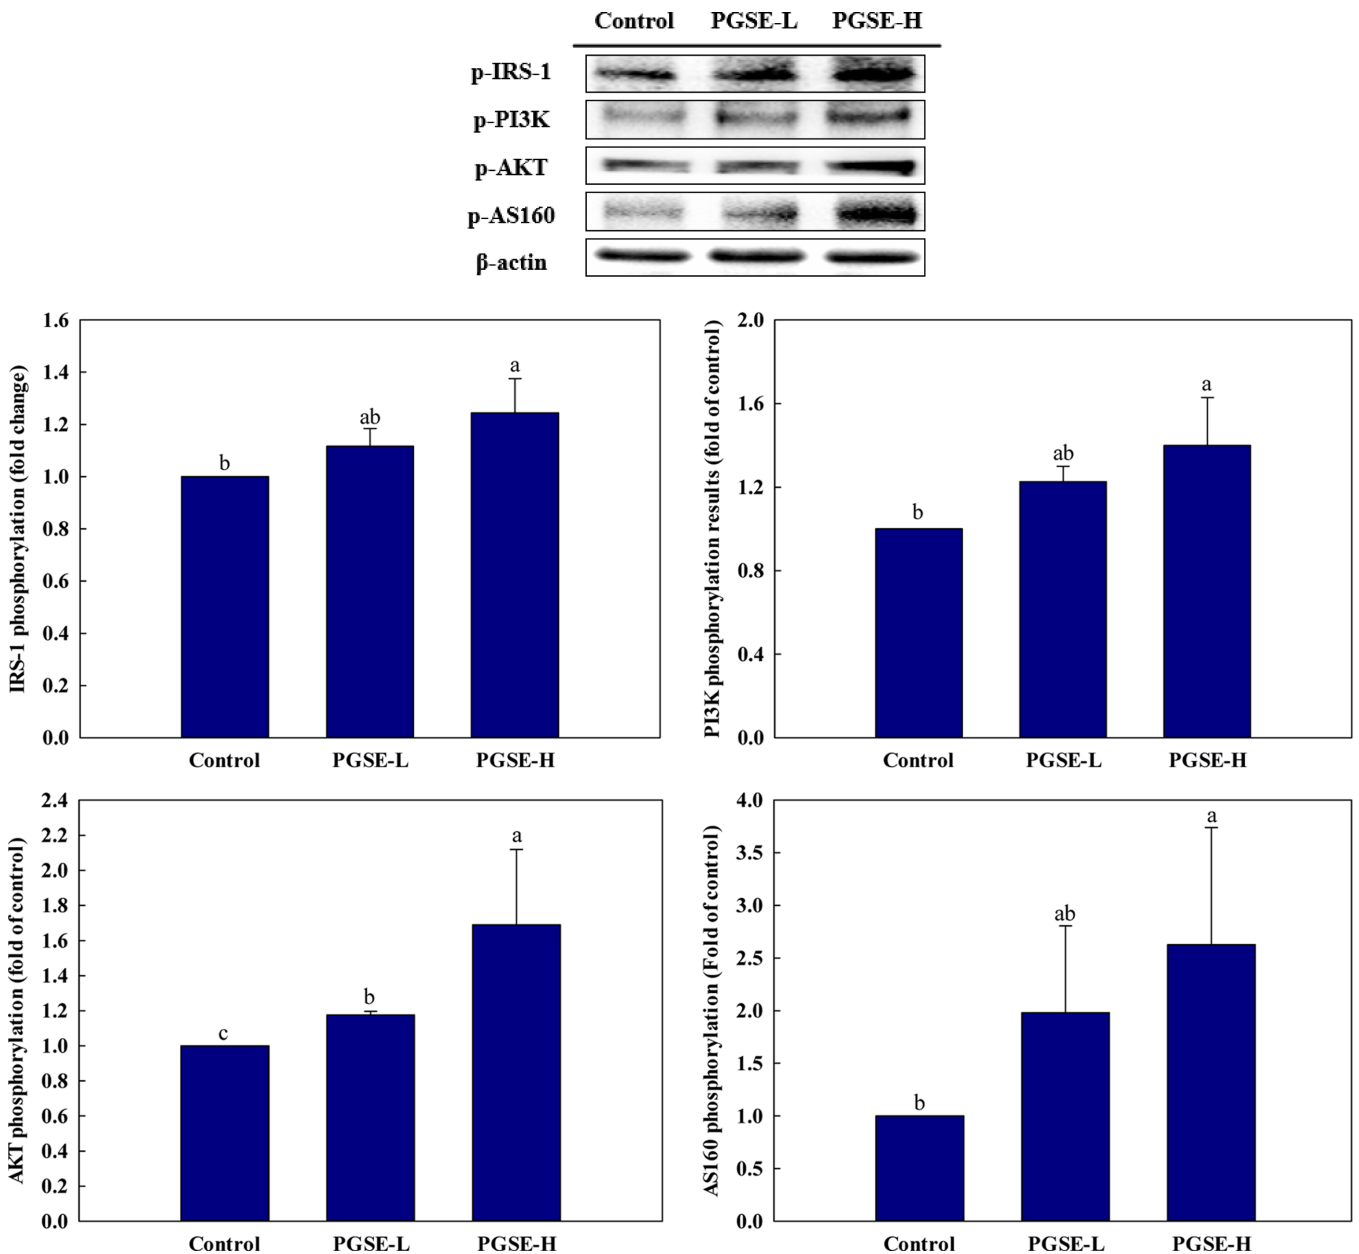 Control PGSE-L PGSE-H
p-IRS-1
p-PI3K
p-AKT
p-AS160
β-actin
IRS-1 phosphorylation (fold change)
1.6
1.4
1.2
1.0
0.8
0.6
0.4
0.2
0.0
b
ab
a
Control PGSE-L PGSE-H
PI3K phosphorylation results (fold of control)
2.0
1.6
1.2
0.8
0.4
0.0
b
ab
a
Control PGSE-L PGSE-H
AKT phosphorylation (fold of control)
2.4
2.2
2.0
1.8
1.6
1.4
1.2
1.0
0.8
0.6
0.4
0.2
0.0
c
b
a
Control PGSE-L PGSE-H
AS160 phosphorylation (Fold of control)
4.0
3.5
3.0
2.5
2.0
1.5
1.0
0.5
0.0
b
ab
a
Control PGSE-L PGSE-H